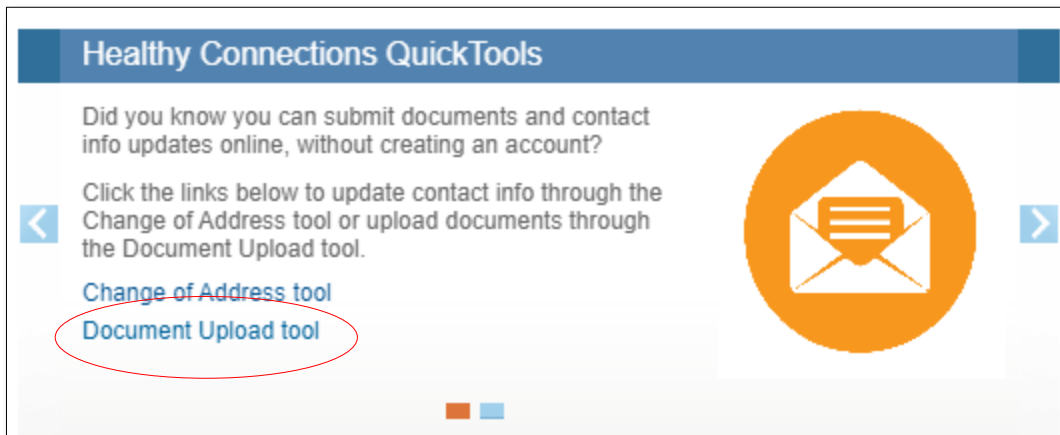 Healthy Connections QuickTools
Did you know you can submit documents and contact
info updates online, without creating an account?
Click the links below to update contact info through the
Change of Address tool or upload documents through
the Document Upload tool.
Change of Address tool
Document Upload tool